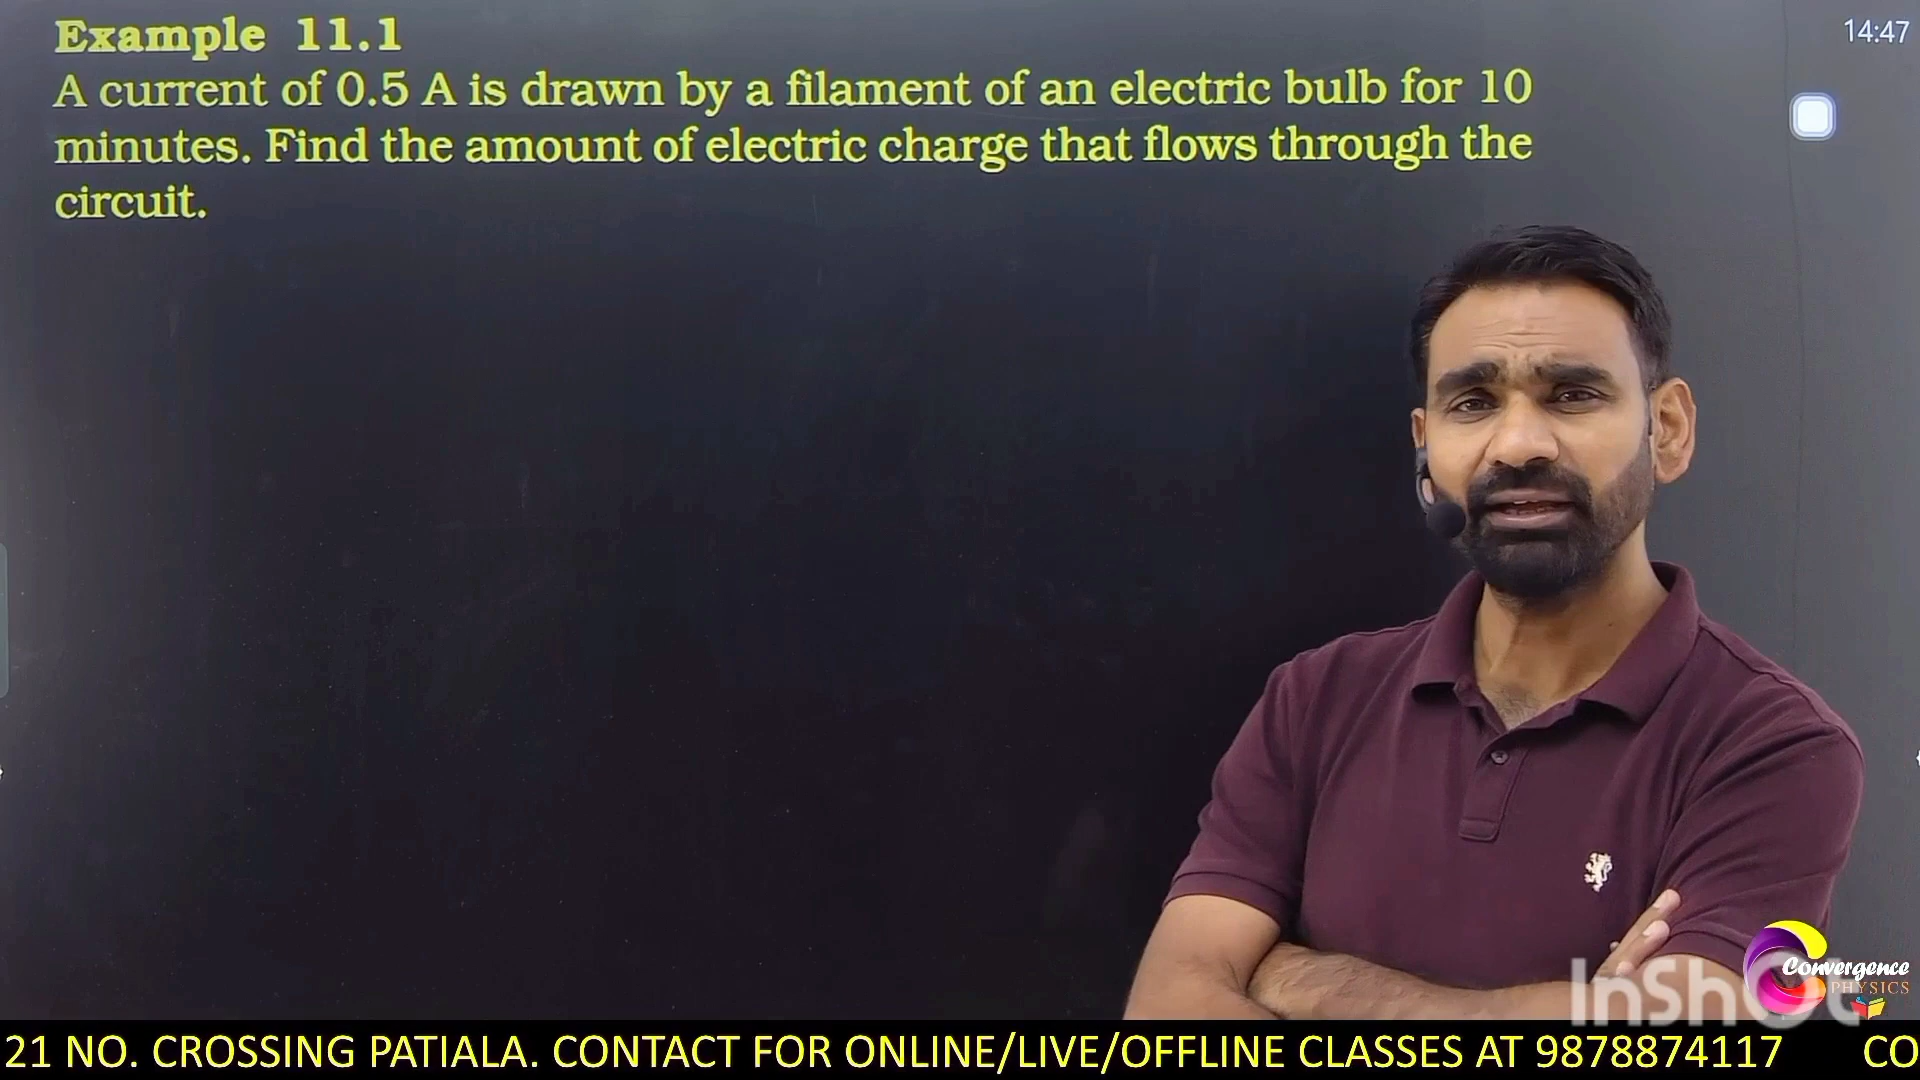 Example 11.1
14:47
A current of 0.5 A is drawn by a filament of an electric bulb for 10
minutes. Find the amount of electric charge that flows through the
circuit.
Convergence
PHYSICS
InShot
21 NO. CROSSING PATIALA. CONTACT FOR ONLINE/LIVE/OFFLINE CLASSES AT 9878874117 CO